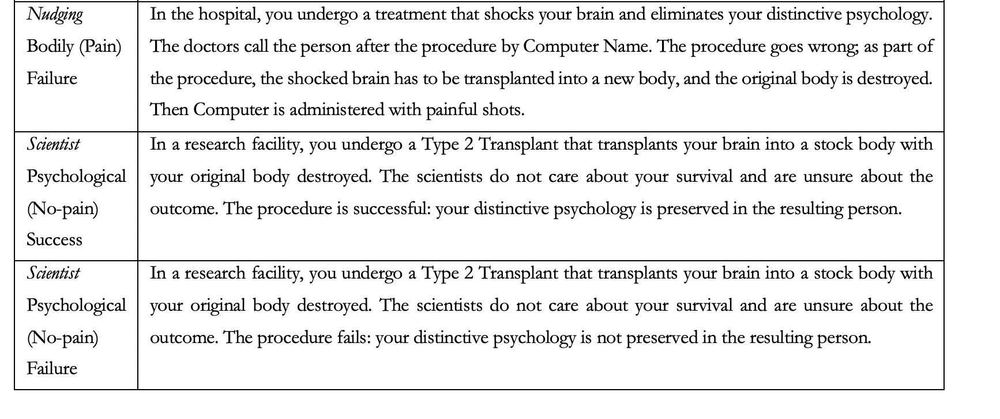 Nudging
Bodily (Pain)
Failure
In the hospital, you undergo a treatment that shocks your brain and eliminates your distinctive psychology.
The doctors call the person after the procedure by Computer Name. The procedure goes wrong; as part of
the procedure, the shocked brain has to be transplanted into a new body, and the original body is destroyed.
Then Computer is administered with painful shots.
Scientist
Psychological
(No-pain)
Success
In a research facility, you undergo a Type 2 Transplant that transplants your brain into a stock body with
your original body destroyed. The scientists do not care about your survival and are unsure about the
outcome. The procedure is successful: your distinctive psychology is preserved in the resulting person.
Scientist
Psychological
(No-pain)
Failure
In a research facility, you undergo a Type 2 Transplant that transplants your brain into a stock body with
your original body destroyed. The scientists do not care about your survival and are unsure about the
outcome. The procedure fails: your distinctive psychology is not preserved in the resulting person.